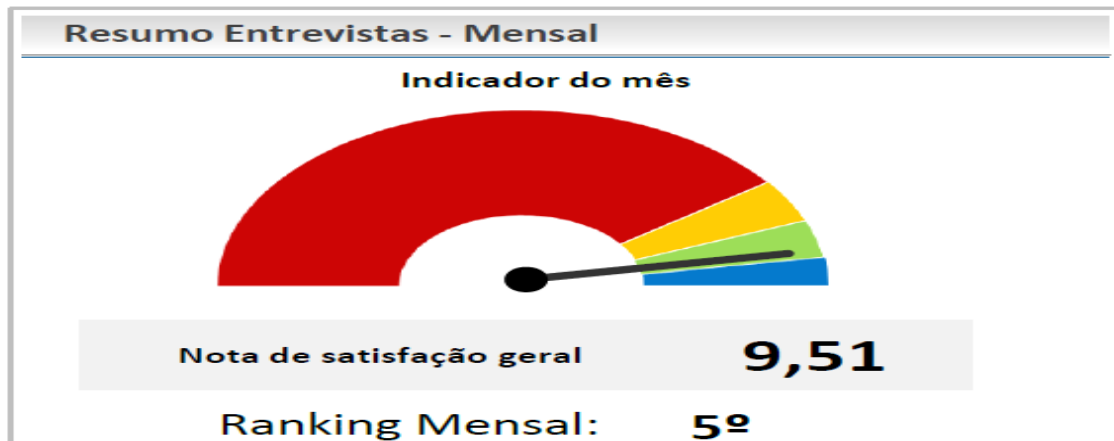 Resumo Entrevistas - Mensal
Indicador do mês
Nota de satisfação geral 9,51
Ranking Mensal: 5º